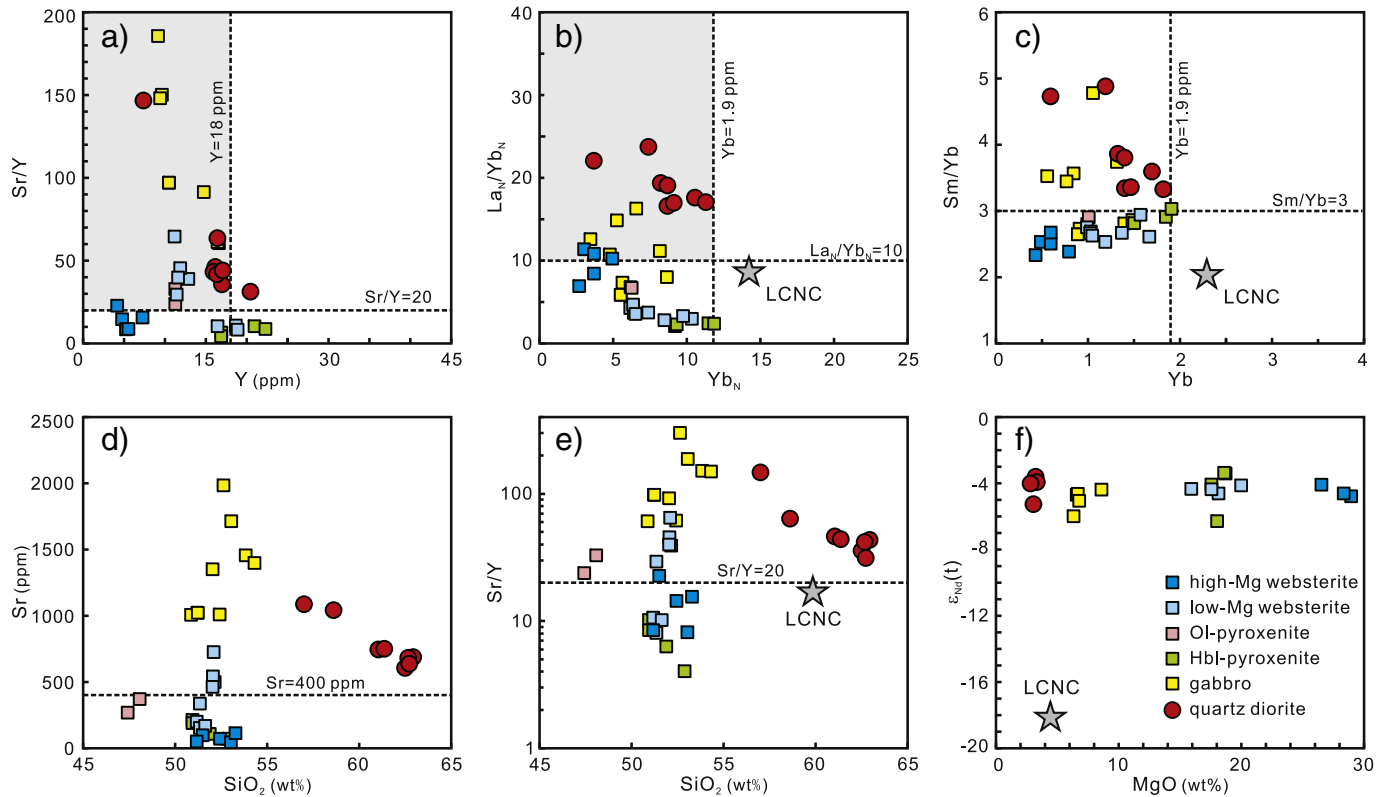 a)
200
150
100
50
0
Sr/Y
Y=18 ppm
Sr/Y=20
0
15
30
45
Y (ppm)
b)
40
30
20
10
0
LaN/YbN
Yb=1.9 ppm
LaN/YbN=10
LCNC
0
5
10
15
20
25
YbN
c)
6
5
4
3
2
1
Sm/Yb
Yb=1.9 ppm
Sm/Yb=3
LCNC
0
1
2
3
4
Yb
d)
2500
2000
1500
1000
500
0
Sr (ppm)
Sr=400 ppm
45
50
55
60
65
SiO2 (wt%)
e)
100
10
1
Sr/Y
Sr/Y=20
LCNC
45
50
55
60
65
SiO2 (wt%)
f)
-0
-4
-8
-12
-16
-20
εNd(t)
high-Mg websterite
low-Mg websterite
Ol-pyroxenite
Hbl-pyroxenite
gabbro
quartz diorite
LCNC
0
10
20
30
MgO (wt%)